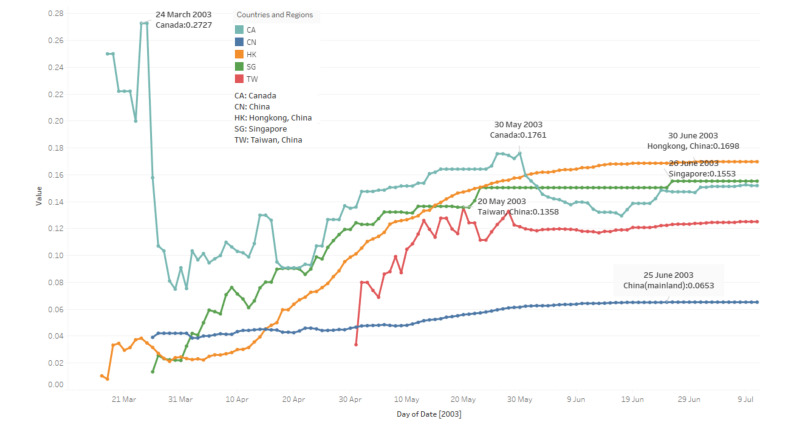 24 March 2003
Canada:0.2727
Countries and Regions
CA
CN
HK
SG
TW
CA: Canada
CN: China
HK: Hongkong, China
SG: Singapore
TW: Taiwan, China
30 May 2003
Canada:0.1761
30 June 2003
Hongkong, China:0.1698
26 June 2003
Singapore:0.1553
20 May 2003
Taiwan,China:0.1358
25 June 2003
China(mainland):0.0653
Value
0.28
0.26
0.24
0.22
0.20
0.18
0.16
0.14
0.12
0.10
0.08
0.06
0.04
0.02
0.00
21 Mar
31 Mar
10 Apr
20 Apr
30 Apr
10 May
20 May
30 May
9 Jun
19 Jun
29 Jun
9 Jul
Day of Date [2003]